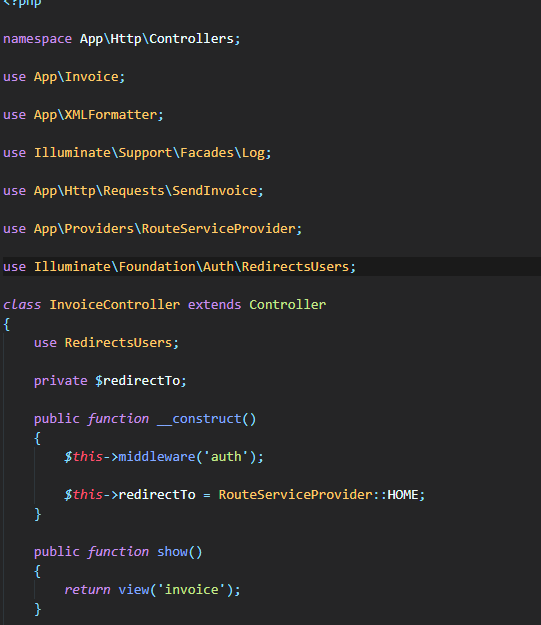 <?php
namespace App\Http\Controllers;
use App\Invoice;
use App\XMLFormatter;
use Illuminate\Support\Facades\Log;
use App\Http\Requests\SendInvoice;
use App\Providers\RouteServiceProvider;
use Illuminate\Foundation\Auth\RedirectsUsers;
class InvoiceController extends Controller
{
    use RedirectsUsers;
    private $redirectTo;
    public function __construct()
    {
        $this->middleware('auth');
        $this->redirectTo = RouteServiceProvider::HOME;
    }
    public function show()
    {
        return view('invoice');
    }